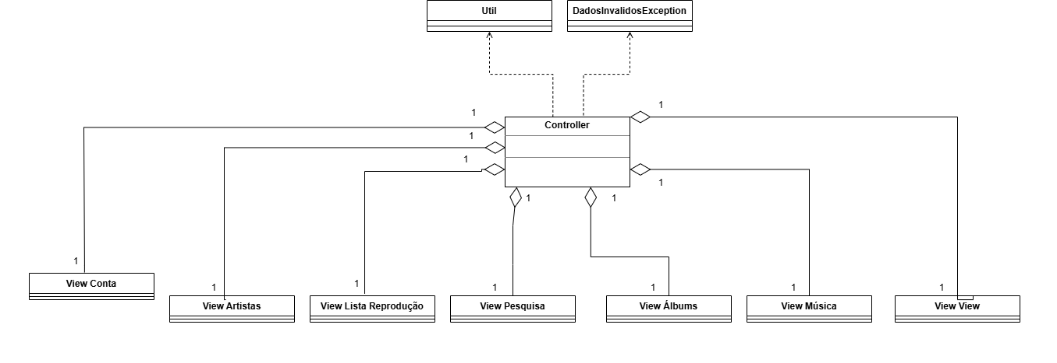 Util
DadosInvalidosException
1
1
Controller
1
1
1
1
1
1
1
View Conta
1
1
1
1
1
1
View Artistas
View Lista Reprodução
View Pesquisa
View Álbums
View Música
View View